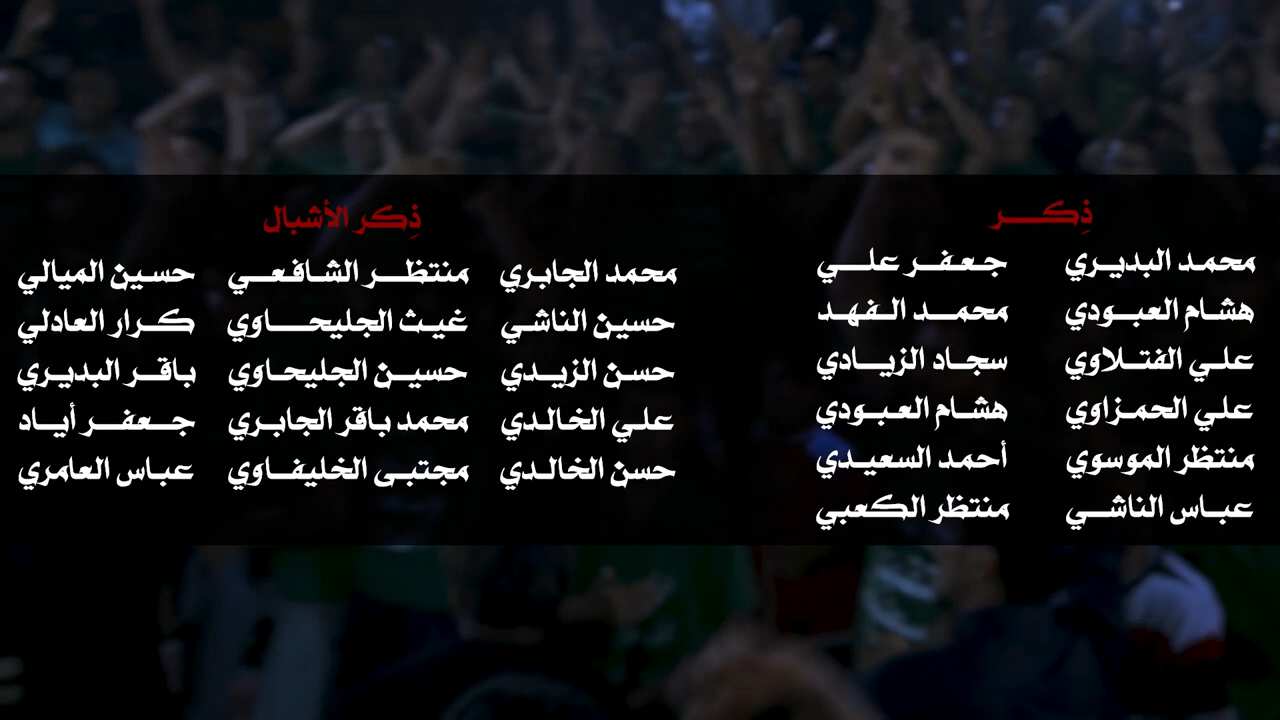 ذِكر
محمد البديري جعفر علي
هشام العبودي محمد الفهد
علي الفتلاوي سجاد الزيادي
علي الحمزاوي هشام العبودي
منتظر الموسوي أحمد السعيدي
عباس الناشي منتظر الكعبي
ذِكر الأشبال
محمد الجابري منتظر الشافعي حسين الميالي
حسين الناشي غيث الجليحاوي كرار العادلي
حسن الزيدي حسين الجليحاوي باقر البديري
علي الخالدي محمد باقر الجابري جعفر أياد
حسن الخالدي مجتبى الخليفاوي عباس العامري